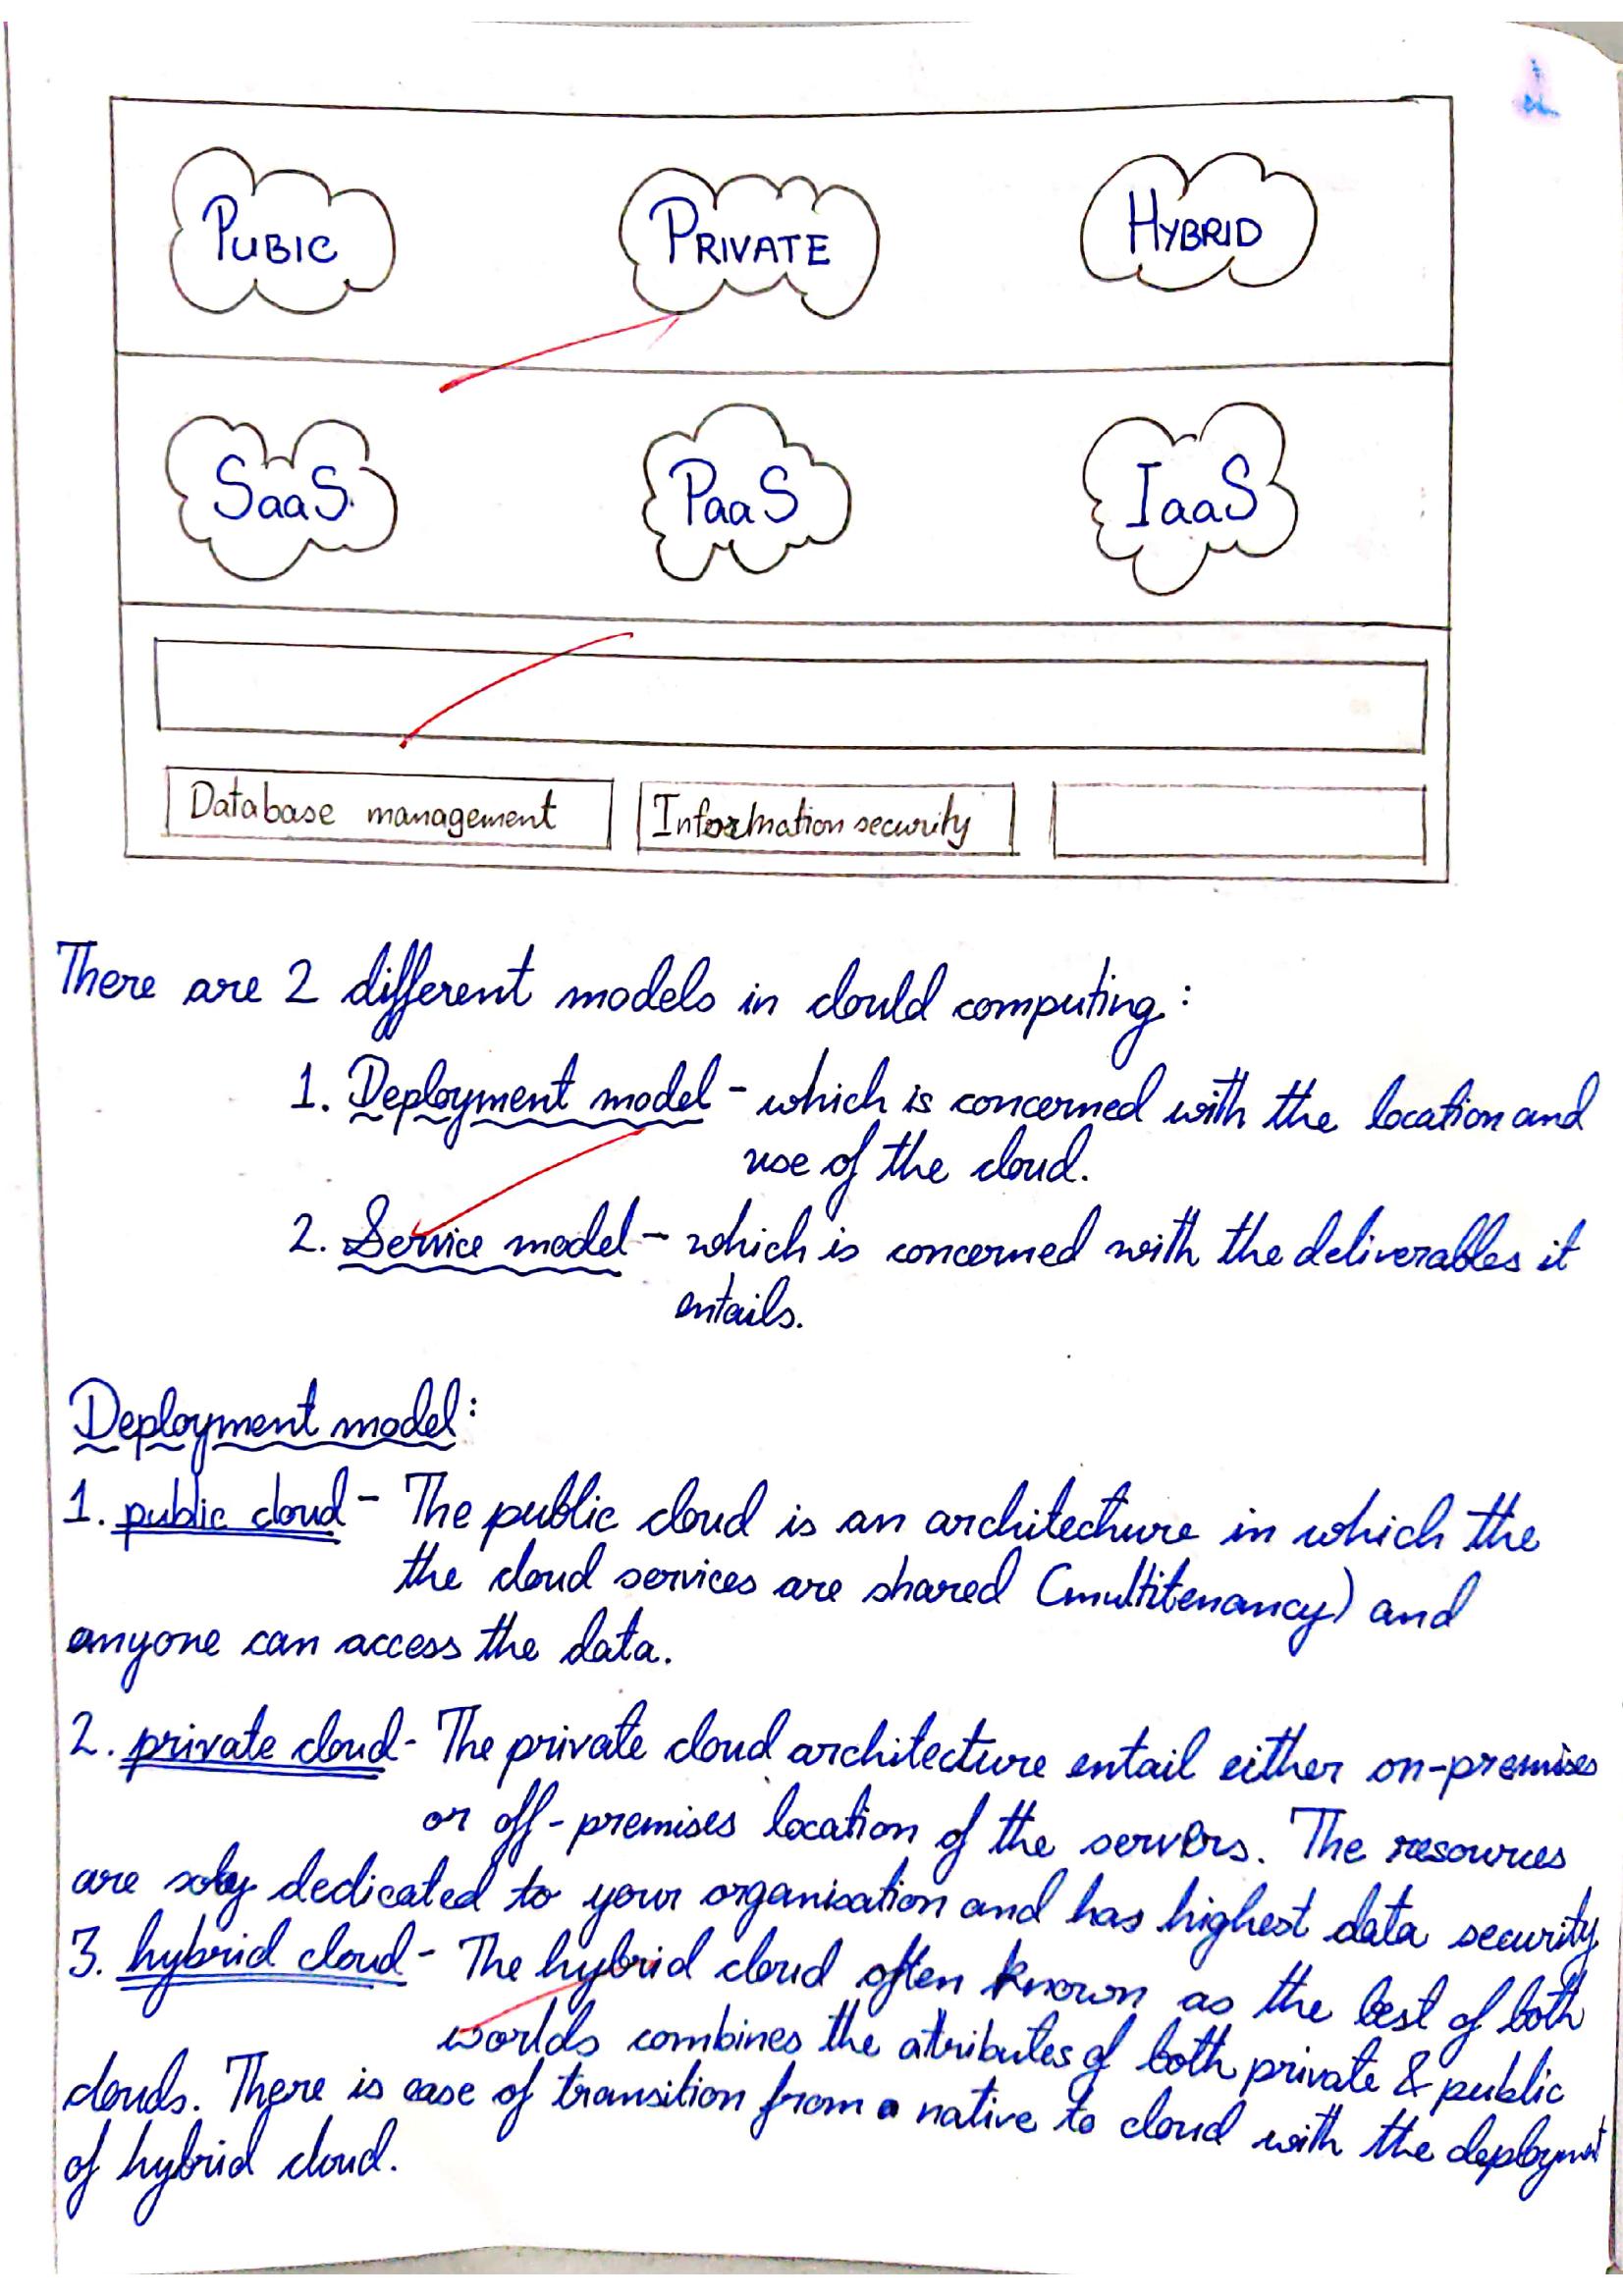 PUBIC
PRIVATE
HYBRID
SaaS
PaaS
IaaS
Database management
Information security
There are 2 different models in clould computing:
1. Deployment model - which is concerned with the location and
use of the cloud.
2. Service model - which is concerned with the deliverables it
entails.
Deployment model:
1. public cloud - The public cloud is an architechure in which the
the cloud services are shared (multitenancy) and
anyone can access the data.
2. private cloud - The private cloud architecture entail either on-premises
or off-premises location of the servers. The resources
are soley dedicated to your organisation and has highest data security
3. hybrid cloud - The hybrid cloud often known as the best of both
worlds combines the attributes of both private & public
clouds. There is ease of transition from a native to cloud with the deployment
of hybrid cloud.